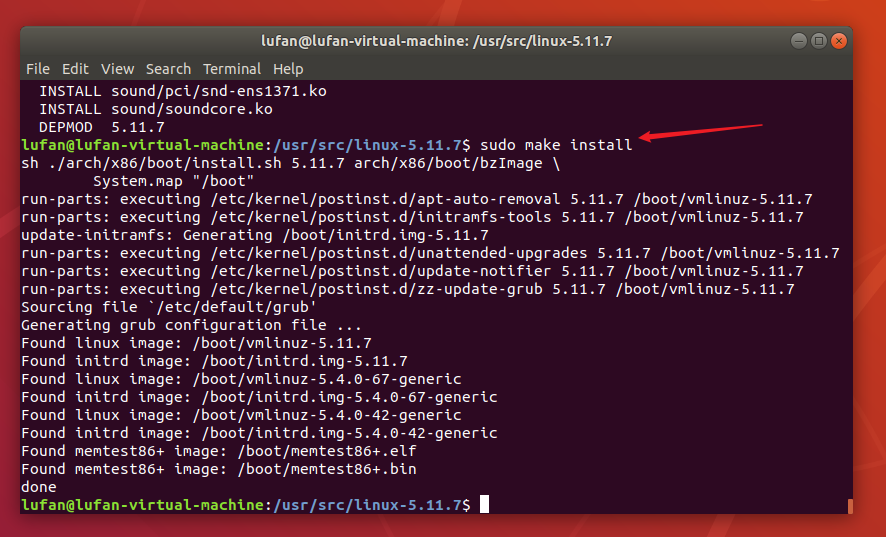 lufan@lufan-virtual-machine: /usr/src/linux-5.11.7
File Edit View Search Terminal Help
  INSTALL sound/pci/snd-ens1371.ko
  INSTALL sound/soundcore.ko
  DEPMOD  5.11.7
lufan@lufan-virtual-machine:/usr/src/linux-5.11.7$ sudo make install
sh ./arch/x86/boot/install.sh 5.11.7 arch/x86/boot/bzImage \
        System.map "/boot"
run-parts: executing /etc/kernel/postinst.d/apt-auto-removal 5.11.7 /boot/vmlinuz-5.11.7
run-parts: executing /etc/kernel/postinst.d/initramfs-tools 5.11.7 /boot/vmlinuz-5.11.7
update-initramfs: Generating /boot/initrd.img-5.11.7
run-parts: executing /etc/kernel/postinst.d/unattended-upgrades 5.11.7 /boot/vmlinuz-5.11.7
run-parts: executing /etc/kernel/postinst.d/update-notifier 5.11.7 /boot/vmlinuz-5.11.7
run-parts: executing /etc/kernel/postinst.d/zz-update-grub 5.11.7 /boot/vmlinuz-5.11.7
Sourcing file `/etc/default/grub'
Generating grub configuration file ...
Found linux image: /boot/vmlinuz-5.11.7
Found initrd image: /boot/initrd.img-5.11.7
Found linux image: /boot/vmlinuz-5.4.0-67-generic
Found initrd image: /boot/initrd.img-5.4.0-67-generic
Found linux image: /boot/vmlinuz-5.4.0-42-generic
Found initrd image: /boot/initrd.img-5.4.0-42-generic
Found memtest86+ image: /boot/memtest86+.elf
Found memtest86+ image: /boot/memtest86+.bin
done
lufan@lufan-virtual-machine:/usr/src/linux-5.11.7$